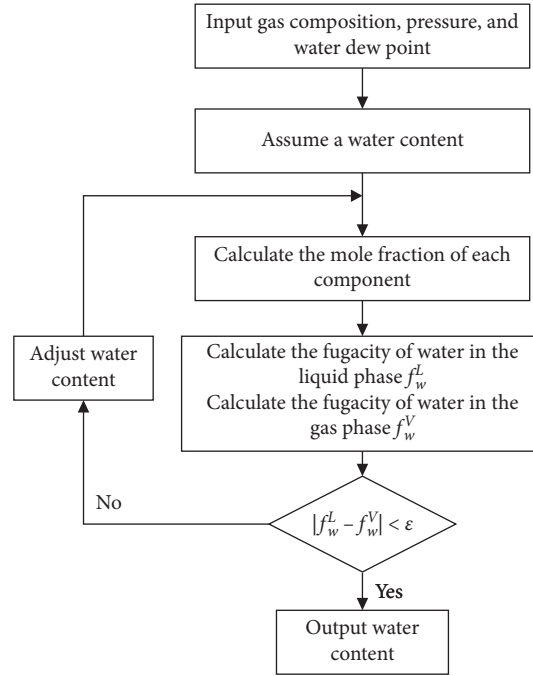 Input gas composition, pressure, and
water dew point
Assume a water content
Calculate the mole fraction of each
component
Adjust water
content
Calculate the fugacity of water in the
liquid phase f_w^L
Calculate the fugacity of water in the
gas phase f_w^V
No
|f_w^L – f_w^V| < ε
Yes
Output water
content